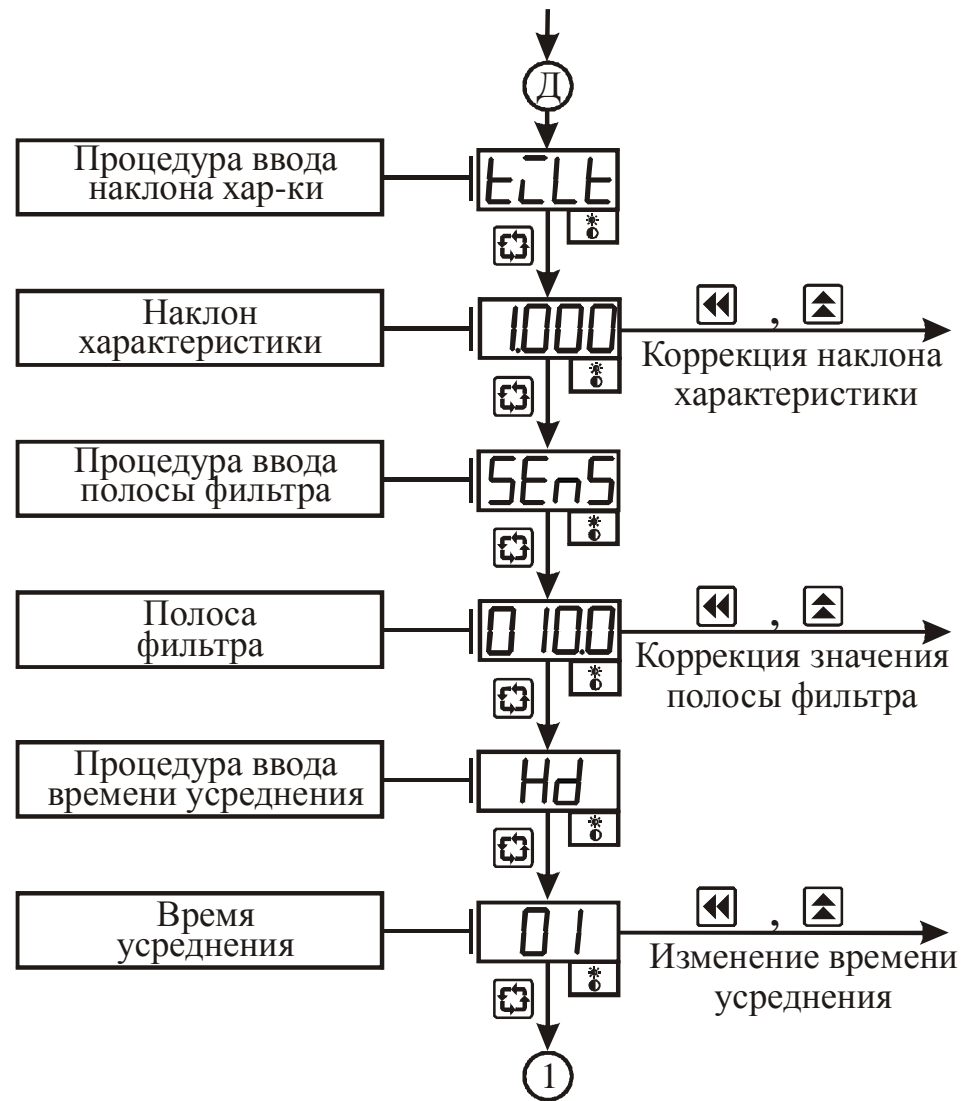 Д
Процедура ввода
наклона хар-ки
tiLt
Наклон
характеристики
1.000
,
Коррекция наклона
характеристики
Процедура ввода
полосы фильтра
SEnS
Полоса
фильтра
010.0
,
Коррекция значения
полосы фильтра
Процедура ввода
времени усреднения
Hd
Время
усреднения
01
,
Изменение времени
усреднения
1